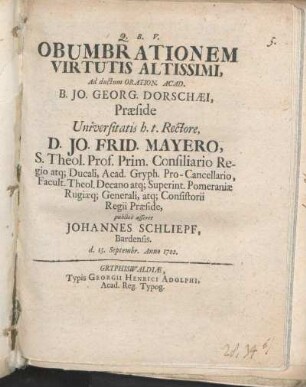 Q. B. V.
5.
OBUMBRATIONEM
VIRTUTIS ALTISSIMI,
Ad ductum ORATION. ACAD.
B. JO. GEORG. DORSCHÆI,
Præside
Universitatis h. t. Rectore,
D. JO. FRID. MAYERO,
S. Theol. Prof. Prim. Consiliario Re-
gio atq; Ducali, Acad. Gryph. Pro-Cancellario,
Facult. Theol. Decano atq; Superint. Pomeraniæ
Rugiæq; Generali, atq; Consistorii
Regii Præside,
publicè asseret
JOHANNES SCHLIEPF,
Bardensis.
d. 15. Septembr. Anno
GRYPHISWALDIÆ,
Typis GEORGII HENRICI ADOLPHI,
Acad. Reg. Typog.